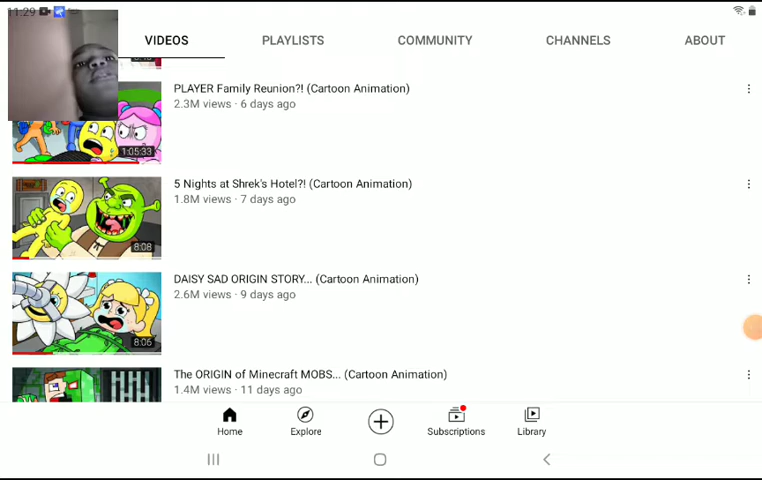 11.29
VIDEOS PLAYLISTS COMMUNITY CHANNELS ABOUT
PLAYER Family Reunion?! (Cartoon Animation)
2.3M views · 6 days ago
1:05:33
5 Nights at Shrek's Hotel?! (Cartoon Animation)
1.8M views · 7 days ago
8:08
DAISY SAD ORIGIN STORY... (Cartoon Animation)
2.6M views · 9 days ago
8:06
The ORIGIN of Minecraft MOBS... (Cartoon Animation)
1.4M views · 11 days ago
Home Explore Subscriptions Library